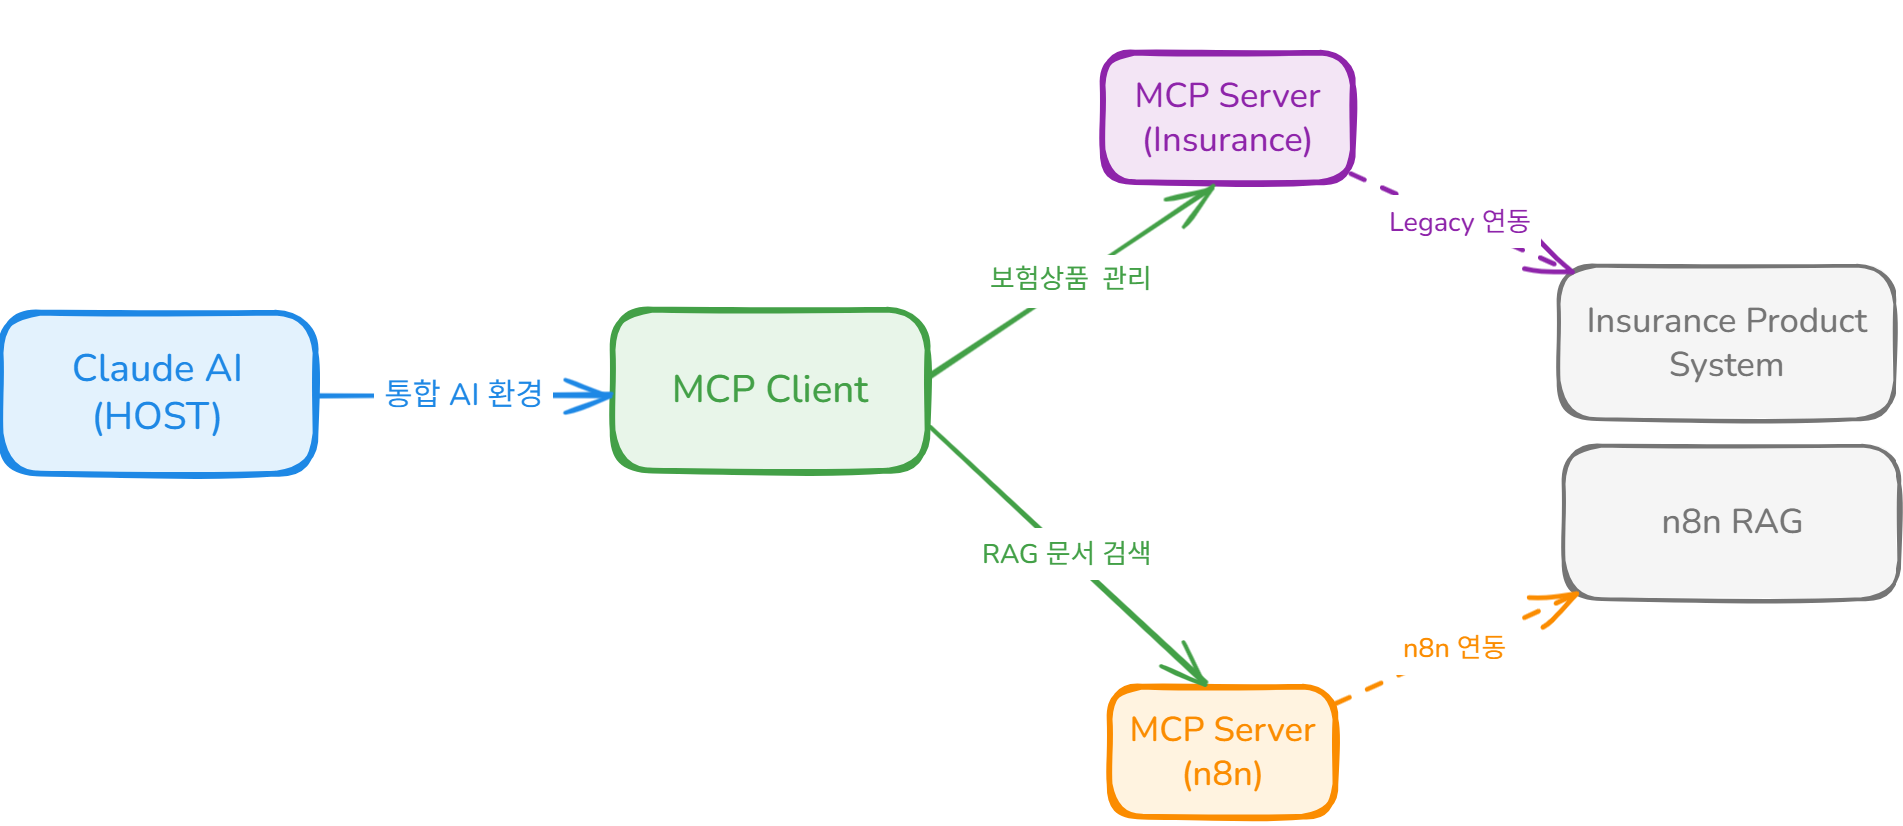 MCP Server
(Insurance)
Legacy 연동
보험상품 관리
Insurance Product
System
Claude AI
(HOST)
통합 AI 환경
MCP Client
n8n RAG
RAG 문서 검색
n8n 연동
MCP Server
(n8n)